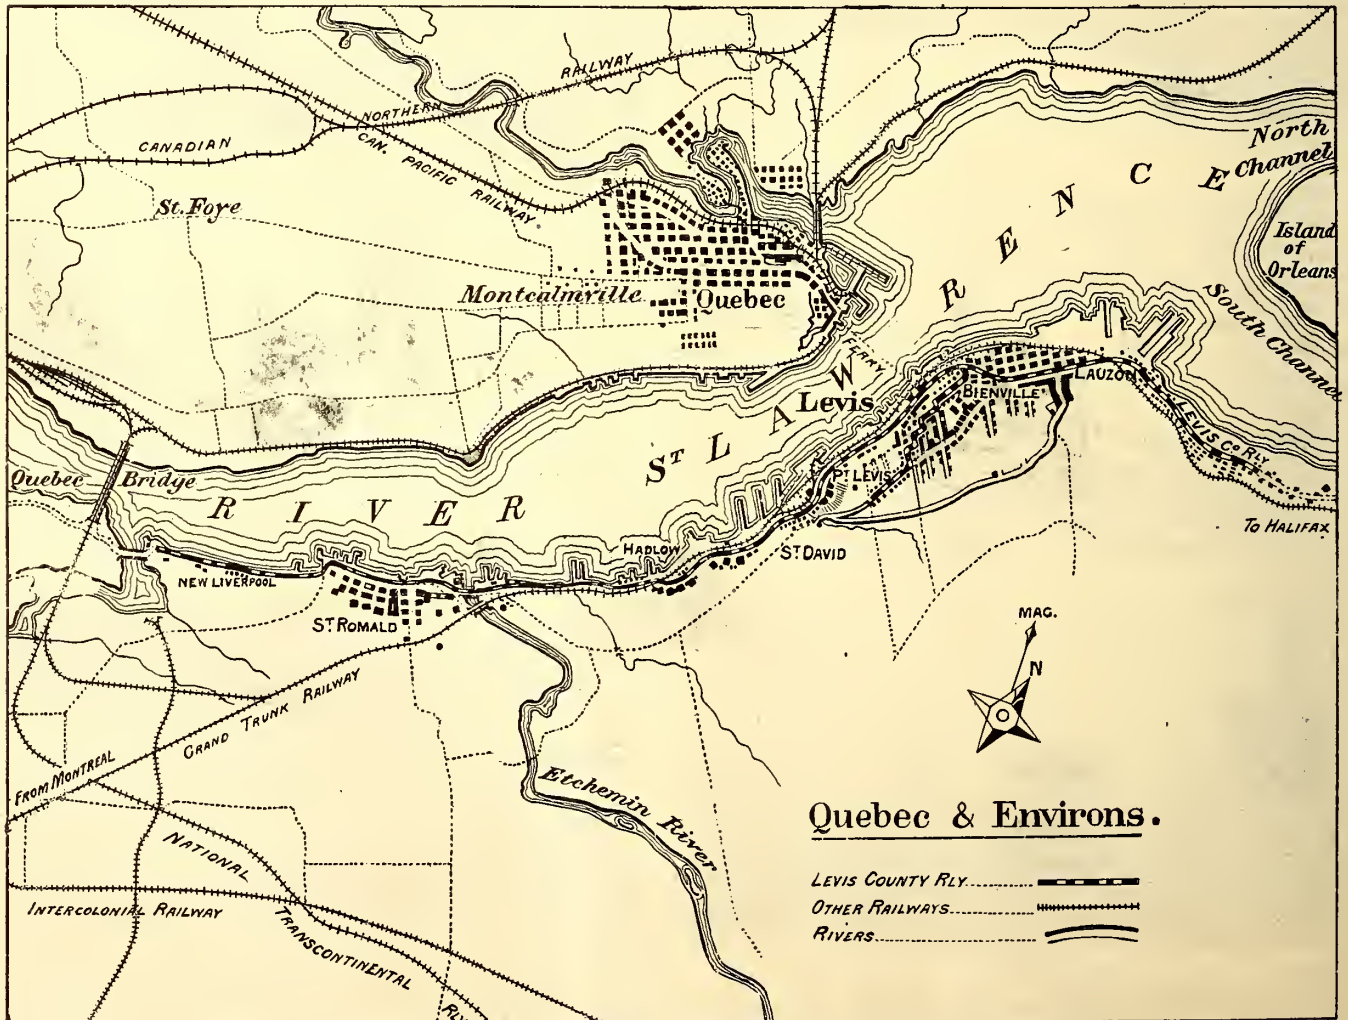 RAILWAY
NORTHERN
CANADIAN
CAN. PACIFIC RAILWAY
St. Foye
Montcalmville
Quebec
FERRY
North
Channel
Island
of
Orleans
South Channel
RIVER ST LAWRENCE
Levis
BIENVILLE
LAUZON
LEVIS CO RLY
TO HALIFAX
Quebec Bridge
PT LEVIS
ST DAVID
HADLOW
NEW LIVERPOOL
ST ROMALD
MAG.
N
GRAND TRUNK RAILWAY
FROM MONTREAL
Etchemin River
NATIONAL
TRANSCONTINENTAL
RLY
INTERCOLONIAL RAILWAY
Quebec & Environs.
LEVIS COUNTY RLY
OTHER RAILWAYS
RIVERS